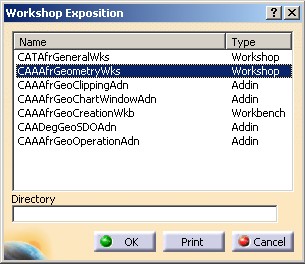 Workshop Exposition
Name Type
CATAfrGeneralWks Workshop
CAAAfrGeometryWks Workshop
CAAAfrGeoClippingAdn Addin
CAAAfrGeoChartWindowAdn Addin
CAAAfrGeoCreationWkb Workbench
CAADegGeoSDOAdn Addin
CAAAfrGeoOperationAdn Addin
Directory
OK Print Cancel